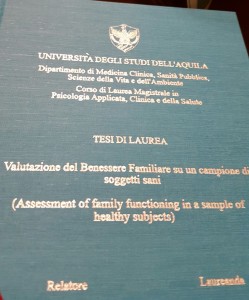 UNIVERSITÀ DEGLI STUDI DELL'AQUILA
Dipartimento di Medicina Clinica, Sanità Pubblica,
Scienze della Vita e dell'Ambiente
Corso di Laurea Magistrale in
Psicologia Applicata, Clinica e della Salute
TESI DI LAUREA
Valutazione del Benessere Familiare su un campione di
soggetti sani
(Assessment of family functioning in a sample of
healthy subjects)
Relatore Laureanda